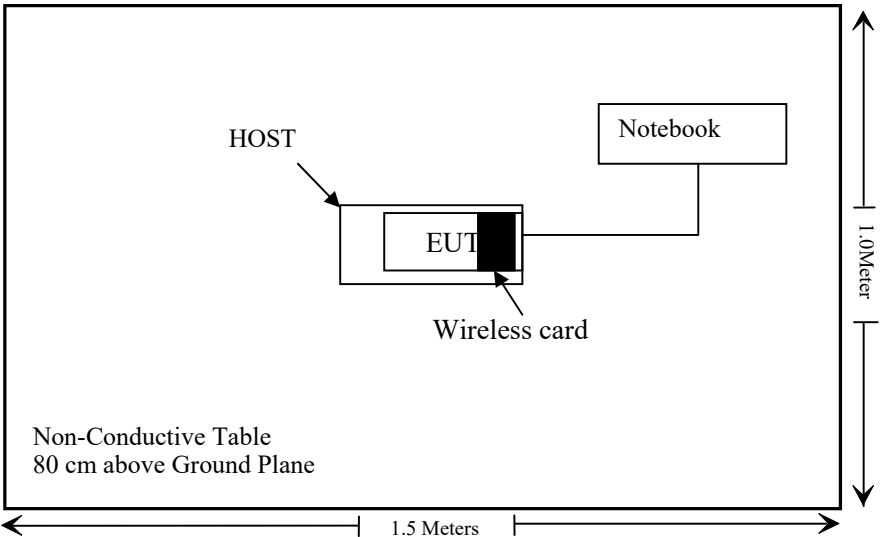 Notebook
HOST
EUT
1.0Meter
Wireless card
Non-Conductive Table
80 cm above Ground Plane
1.5 Meters